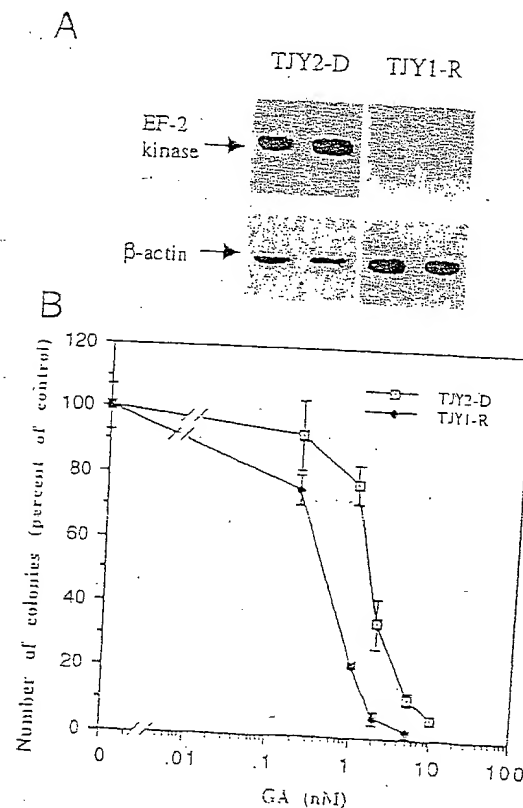 A
TJY2-D TJY1-R
EF-2
kinase
β-actin
B
120
100
80
60
40
20
0
Number of colonies (percent of control)
TJY2-D
TJY1-R
0 .01 .1 1 10 100
GA (nM)